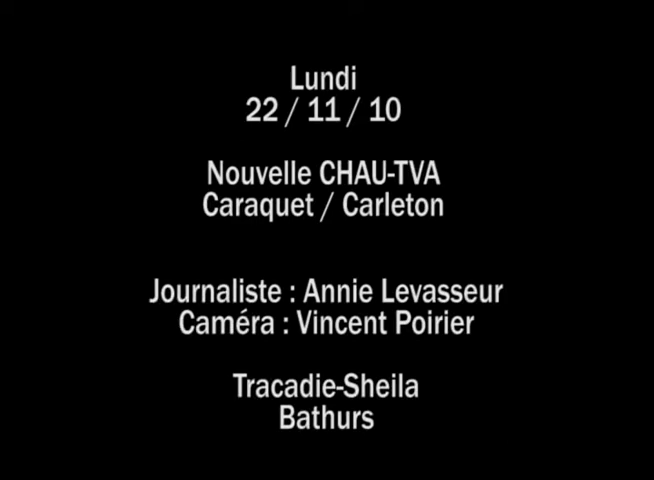 Lundi
22 / 11 / 10
Nouvelle CHAU-TVA
Caraquet / Carleton
Journaliste : Annie Levasseur
Caméra : Vincent Poirier
Tracadie-Sheila
Bathurs